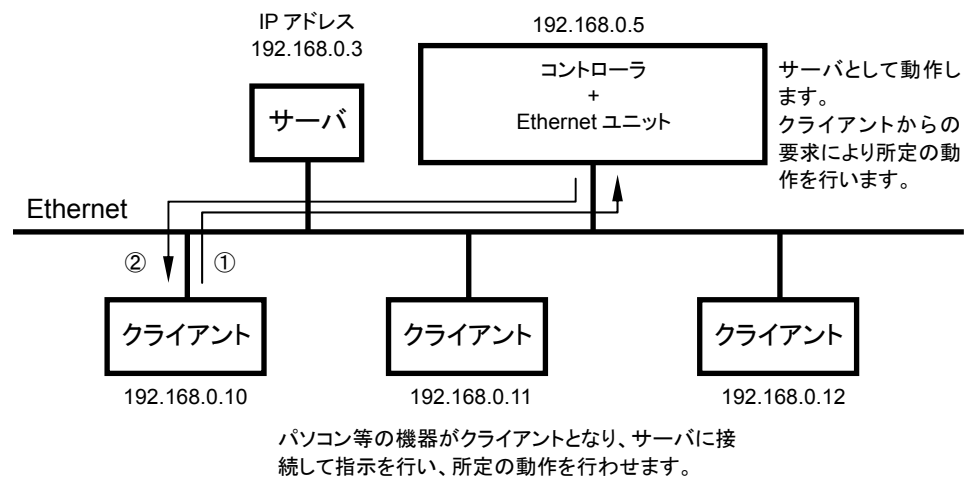 IP アドレス
192.168.0.3
サーバ
192.168.0.5
コントローラ
+
Ethernet ユニット
サーバとして動作し
ます。
クライアントからの
要求により所定の動
作を行います。
Ethernet
② ①
クライアント
192.168.0.10
クライアント
192.168.0.11
クライアント
192.168.0.12
パソコン等の機器がクライアントとなり、サーバに接
続して指示を行い、所定の動作を行わせます。